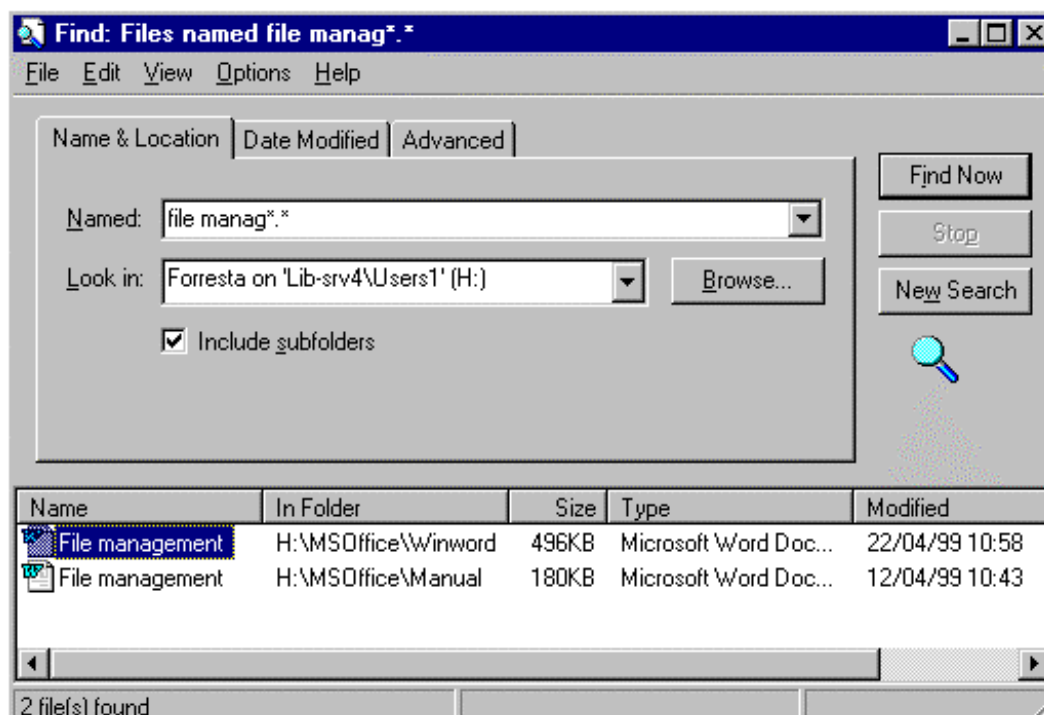 Find: Files named file manag*.*
File Edit View Options Help
Name & Location Date Modified Advanced
Find Now
Named: file manag*.*
Stop
Look in: Forresta on 'Lib-srv4\Users1' (H:) Browse...
New Search
Include subfolders
Name In Folder Size Type Modified
File management H:\MSOffice\Winword 496KB Microsoft Word Doc... 22/04/99 10:58
File management H:\MSOffice\Manual 180KB Microsoft Word Doc... 12/04/99 10:43
2 file(s) found